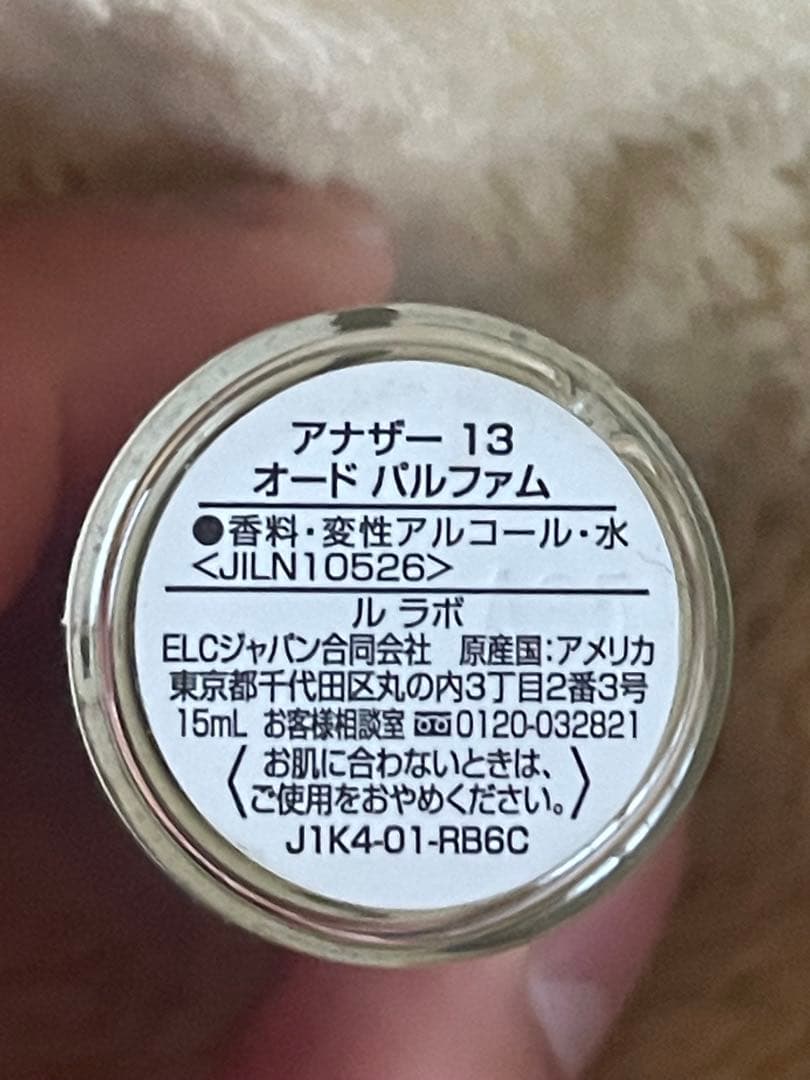 アナザー 13
オード パルファム
●香料・変性アルコール・水
<JILN10526>
ル ラボ
ELCジャパン合同会社 原産国:アメリカ
東京都千代田区丸の内3丁目2番3号
15mL お客様相談室 0120-032821
〈お肌に合わないときは、
ご使用をおやめください。〉
J1K4-01-RB6C